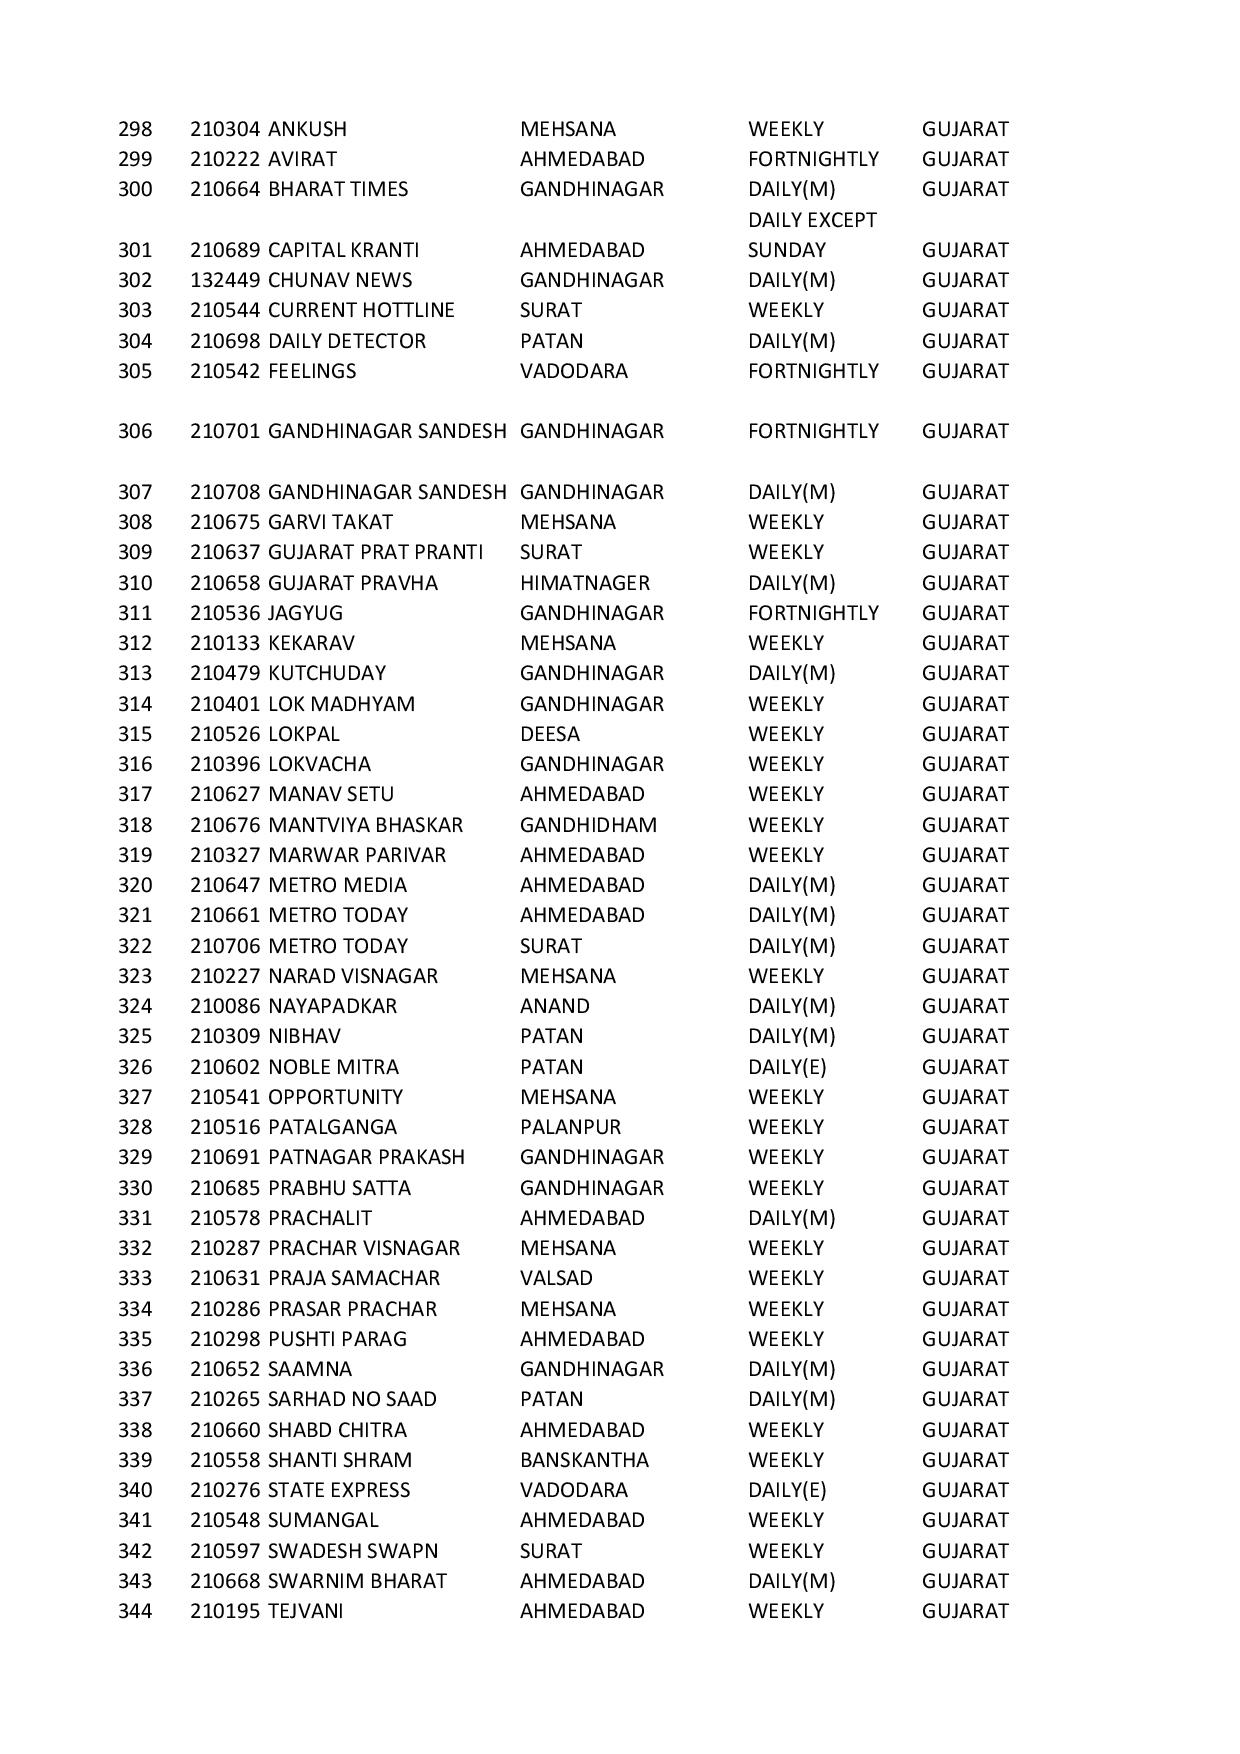 298 210304 ANKUSH MEHSANA WEEKLY GUJARAT
299 210222 AVIRAT AHMEDABAD FORTNIGHTLY GUJARAT
300 210664 BHARAT TIMES GANDHINAGAR DAILY(M) GUJARAT
DAILY EXCEPT
301 210689 CAPITAL KRANTI AHMEDABAD SUNDAY GUJARAT
302 132449 CHUNAV NEWS GANDHINAGAR DAILY(M) GUJARAT
303 210544 CURRENT HOTTLINE SURAT WEEKLY GUJARAT
304 210698 DAILY DETECTOR PATAN DAILY(M) GUJARAT
305 210542 FEELINGS VADODARA FORTNIGHTLY GUJARAT
306 210701 GANDHINAGAR SANDESH GANDHINAGAR FORTNIGHTLY GUJARAT
307 210708 GANDHINAGAR SANDESH GANDHINAGAR DAILY(M) GUJARAT
308 210675 GARVI TAKAT MEHSANA WEEKLY GUJARAT
309 210637 GUJARAT PRAT PRANTI SURAT WEEKLY GUJARAT
310 210658 GUJARAT PRAVHA HIMATNAGER DAILY(M) GUJARAT
311 210536 JAGYUG GANDHINAGAR FORTNIGHTLY GUJARAT
312 210133 KEKARAV MEHSANA WEEKLY GUJARAT
313 210479 KUTCHUDAY GANDHINAGAR DAILY(M) GUJARAT
314 210401 LOK MADHYAM GANDHINAGAR WEEKLY GUJARAT
315 210526 LOKPAL DEESA WEEKLY GUJARAT
316 210396 LOKVACHA GANDHINAGAR WEEKLY GUJARAT
317 210627 MANAV SETU AHMEDABAD WEEKLY GUJARAT
318 210676 MANTVIYA BHASKAR GANDHIDHAM WEEKLY GUJARAT
319 210327 MARWAR PARIVAR AHMEDABAD WEEKLY GUJARAT
320 210647 METRO MEDIA AHMEDABAD DAILY(M) GUJARAT
321 210661 METRO TODAY AHMEDABAD DAILY(M) GUJARAT
322 210706 METRO TODAY SURAT DAILY(M) GUJARAT
323 210227 NARAD VISNAGAR MEHSANA WEEKLY GUJARAT
324 210086 NAYAPADKAR ANAND DAILY(M) GUJARAT
325 210309 NIBHAV PATAN DAILY(M) GUJARAT
326 210602 NOBLE MITRA PATAN DAILY(E) GUJARAT
327 210541 OPPORTUNITY MEHSANA WEEKLY GUJARAT
328 210516 PATALGANGA PALANPUR WEEKLY GUJARAT
329 210691 PATNAGAR PRAKASH GANDHINAGAR WEEKLY GUJARAT
330 210685 PRABHU SATTA GANDHINAGAR WEEKLY GUJARAT
331 210578 PRACHALIT AHMEDABAD DAILY(M) GUJARAT
332 210287 PRACHAR VISNAGAR MEHSANA WEEKLY GUJARAT
333 210631 PRAJA SAMACHAR VALSAD WEEKLY GUJARAT
334 210286 PRASAR PRACHAR MEHSANA WEEKLY GUJARAT
335 210298 PUSHTI PARAG AHMEDABAD WEEKLY GUJARAT
336 210652 SAAMNA GANDHINAGAR DAILY(M) GUJARAT
337 210265 SARHAD NO SAAD PATAN DAILY(M) GUJARAT
338 210660 SHABD CHITRA AHMEDABAD WEEKLY GUJARAT
339 210558 SHANTI SHRAM BANSKANTHA WEEKLY GUJARAT
340 210276 STATE EXPRESS VADODARA DAILY(E) GUJARAT
341 210548 SUMANGAL AHMEDABAD WEEKLY GUJARAT
342 210597 SWADESH SWAPN SURAT WEEKLY GUJARAT
343 210668 SWARNIM BHARAT AHMEDABAD DAILY(M) GUJARAT
344 210195 TEJVANI AHMEDABAD WEEKLY GUJARAT